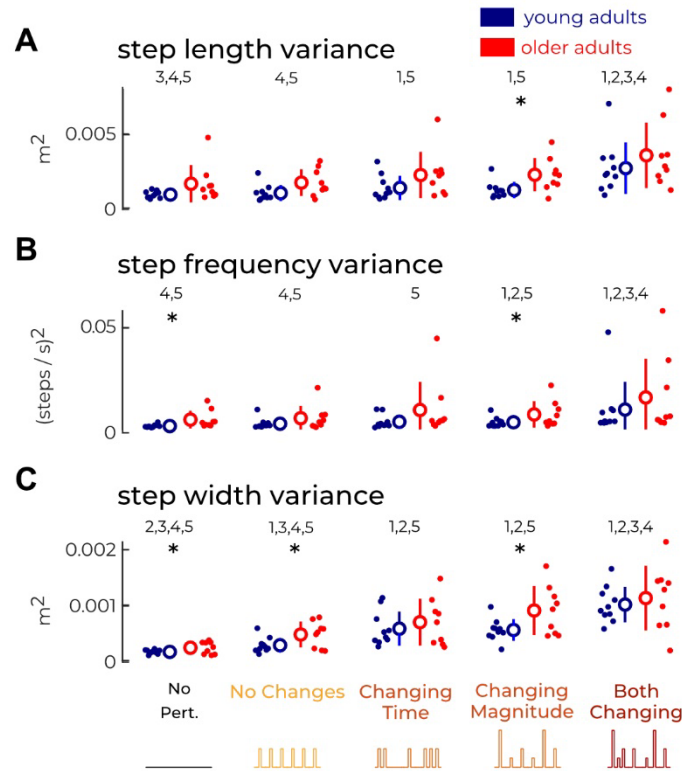 young adults
older adults
A
step length variance
3,4,5 4,5 1,5 1,5 1,2,3,4
*
0.005
m2
0
B
step frequency variance
4,5 4,5 5 1,2,5 1,2,3,4
* *
0.05
(steps / s)2
0
C
step width variance
2,3,4,5 1,3,4,5 1,2,5 1,2,5 1,2,3,4
* * *
0.002
0.001
m2
0
No No Changes Changing Changing Both
Pert. Time Magnitude Changing